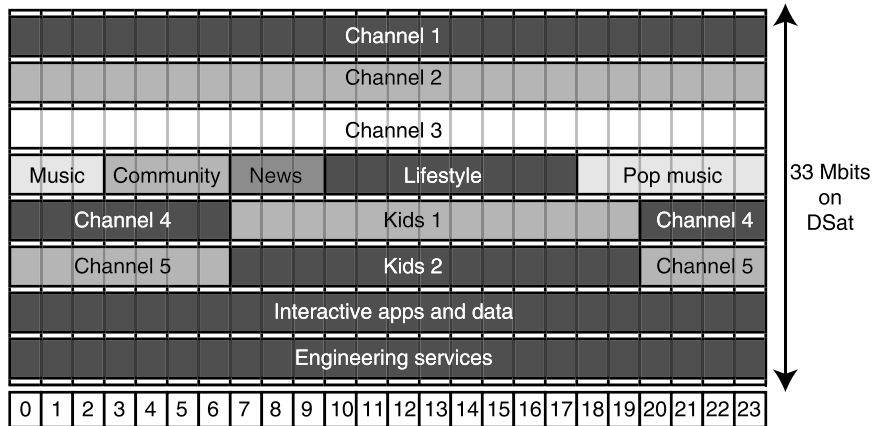 Channel 1
Channel 2
Channel 3
Music Community News Lifestyle Pop music
Channel 4 Kids 1 Channel 4
Channel 5 Kids 2 Channel 5
Interactive apps and data
Engineering services
0 1 2 3 4 5 6 7 8 9 10 11 12 13 14 15 16 17 18 19 20 21 22 23
33 Mbits
on
DSat